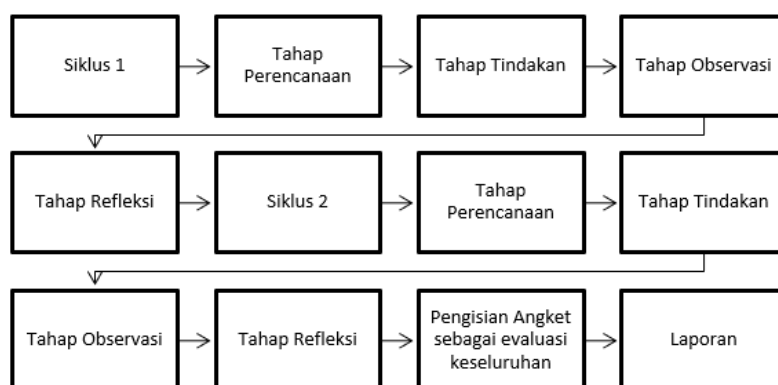 Siklus 1
Tahap
Perencanaan
Tahap Tindakan
Tahap Observasi
Tahap Refleksi
Siklus 2
Tahap
Perencanaan
Tahap Tindakan
Tahap Observasi
Tahap Refleksi
Pengisian Angket
sebagai evaluasi
keseluruhan
Laporan